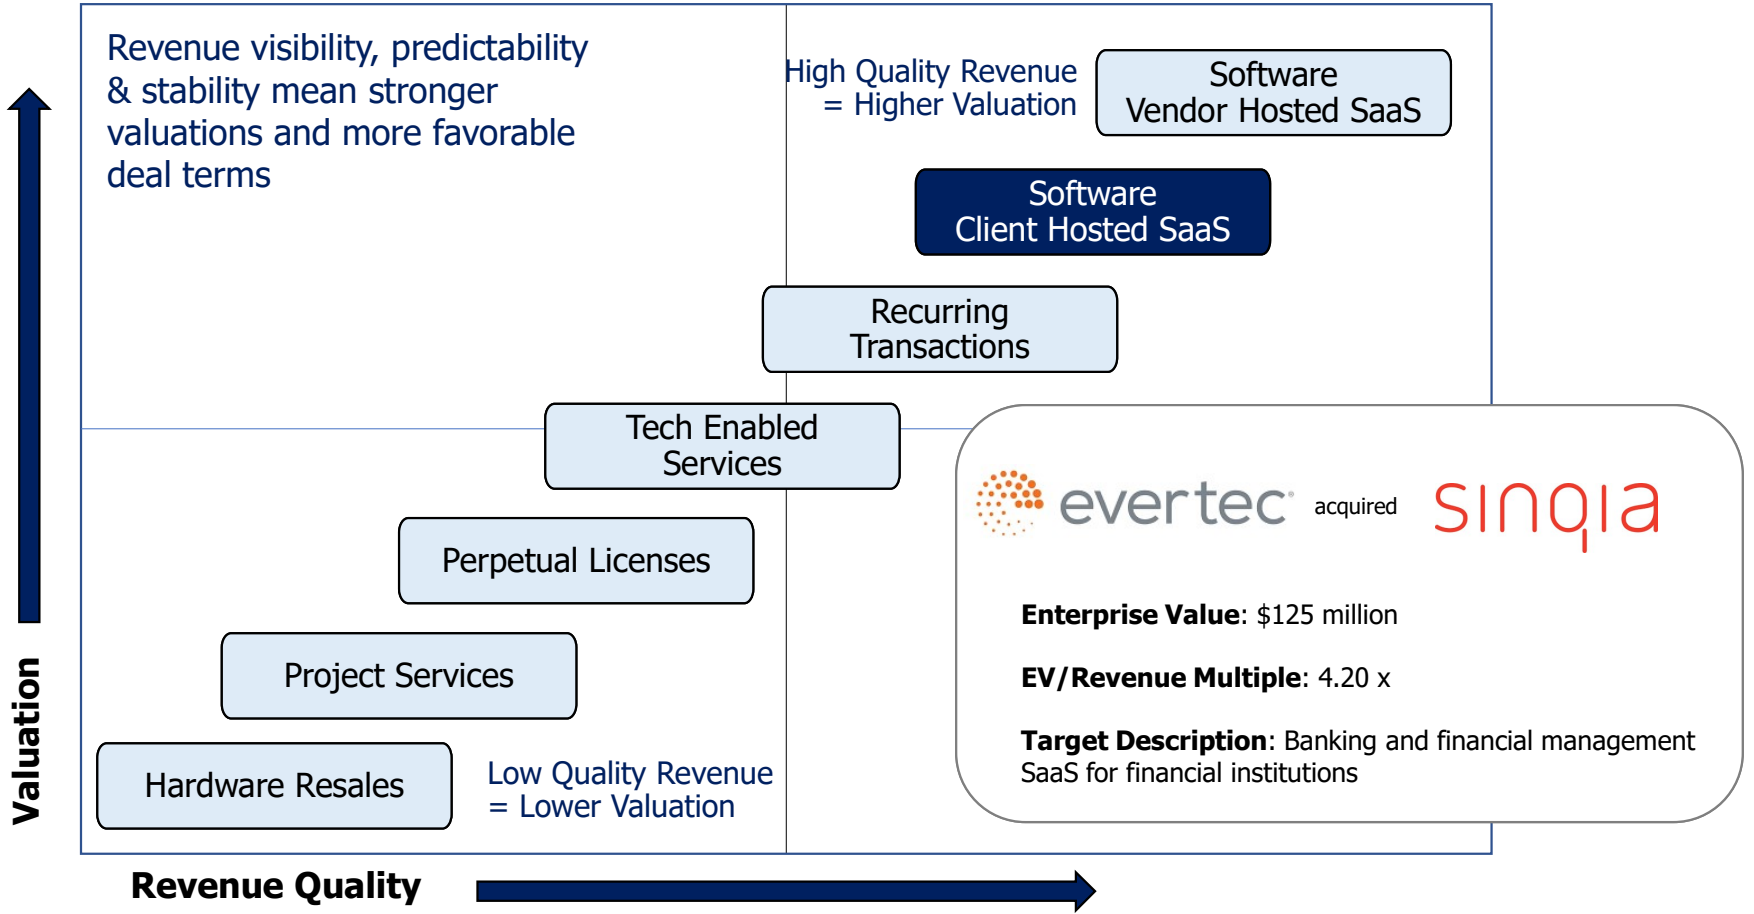 Revenue visibility, predictability
& stability mean stronger
valuations and more favorable
deal terms
High Quality Revenue
= Higher Valuation
Software
Vendor Hosted SaaS
Software
Client Hosted SaaS
Recurring
Transactions
Tech Enabled
Services
Perpetual Licenses
Project Services
Hardware Resales
Low Quality Revenue
= Lower Valuation
evertec acquired sinqia
Enterprise Value: $125 million
EV/Revenue Multiple: 4.20 x
Target Description: Banking and financial management
SaaS for financial institutions
Valuation
Revenue Quality